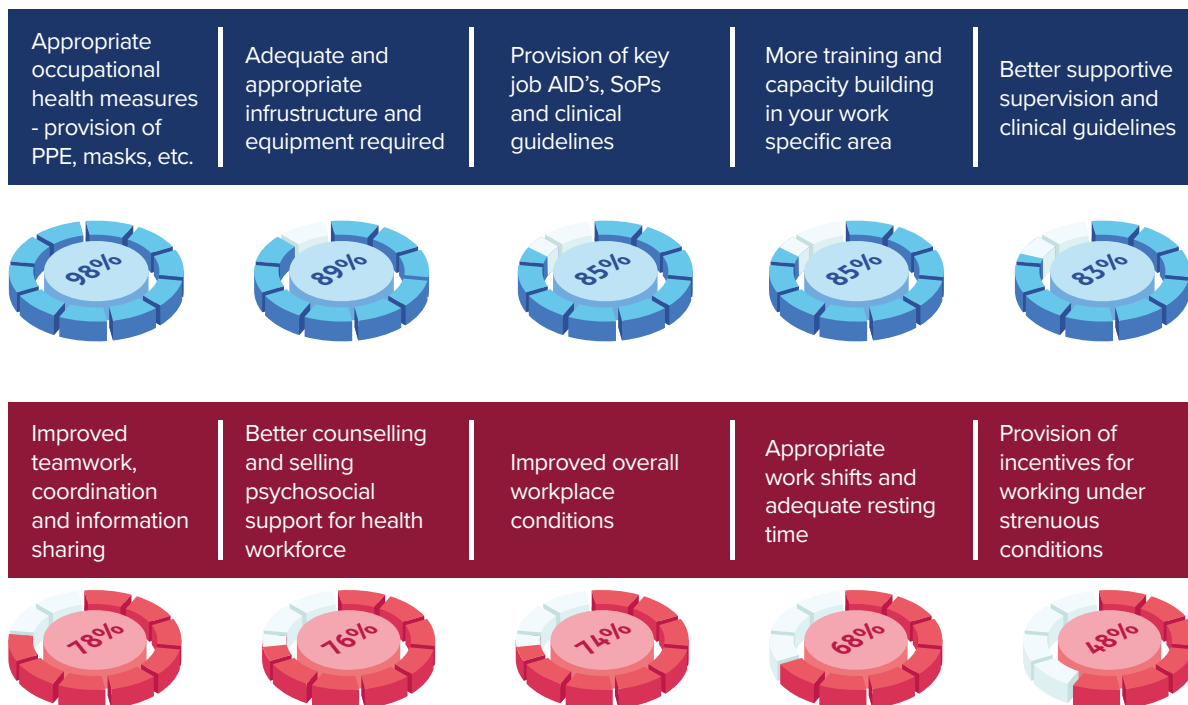 Appropriate
occupational
health measures
- provision of
PPE, masks, etc.
Adequate and
appropriate
infrustructure and
equipment required
Provision of key
job AID's, SoPs
and clinical
guidelines
More training and
capacity building
in your work
specific area
Better supportive
supervision and
clinical guidelines
98%
89%
85%
85%
83%
Improved
teamwork,
coordination
and information
sharing
Better counselling
and selling
psychosocial
support for health
workforce
Improved overall
workplace
conditions
Appropriate
work shifts and
adequate resting
time
Provision of
incentives for
working under
strenuous
conditions
78%
76%
74%
68%
48%